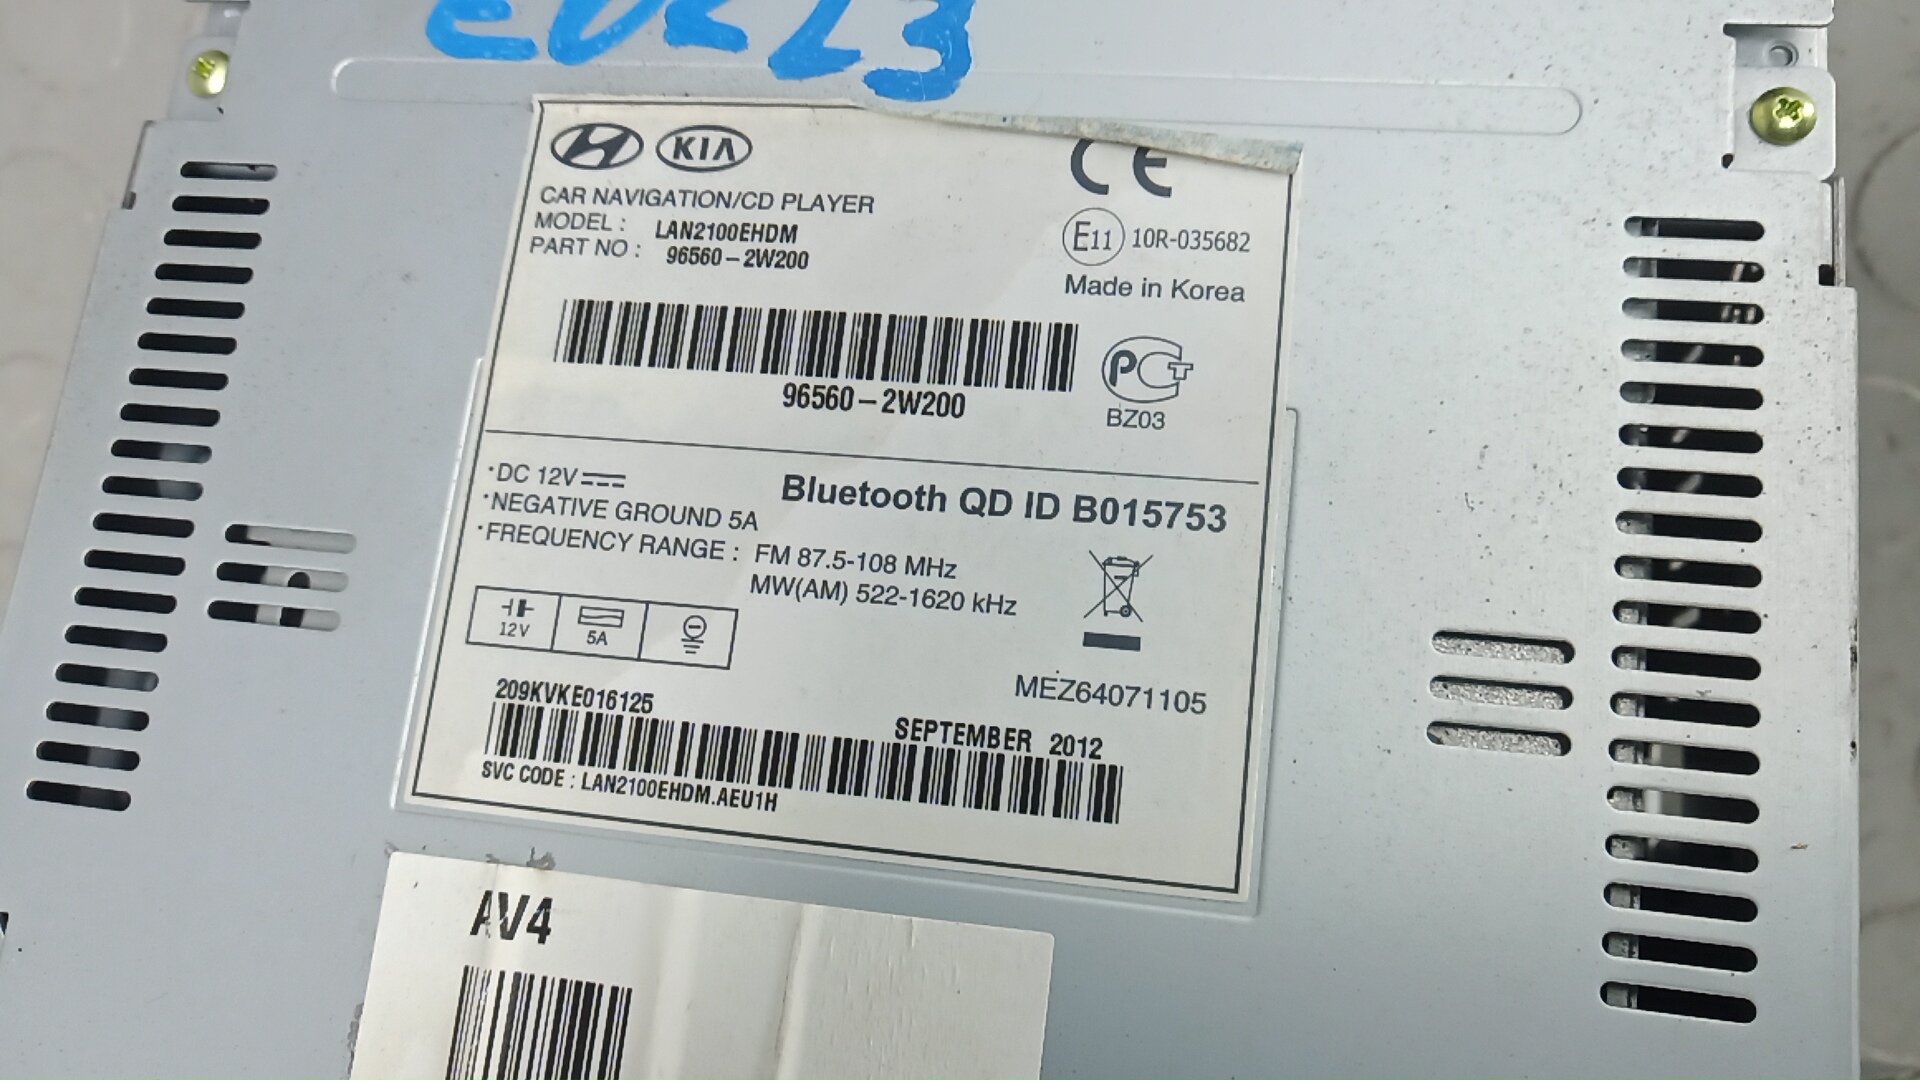 KIA
CE
CAR NAVIGATION/CD PLAYER
MODEL : LAN2100EHDM
PART NO : 96560-2W200
E11 10R-035682
Made in Korea
96560-2W200
PCT
BZ03
·DC 12V
·NEGATIVE GROUND 5A
·FREQUENCY RANGE : FM 87.5-108 MHz
MW(AM) 522-1620 kHz
Bluetooth QD ID B015753
12V
5A
MEZ64071105
209KVKE016125
SEPTEMBER 2012
SVC CODE : LAN2100EHDM.AEU1H
AV4